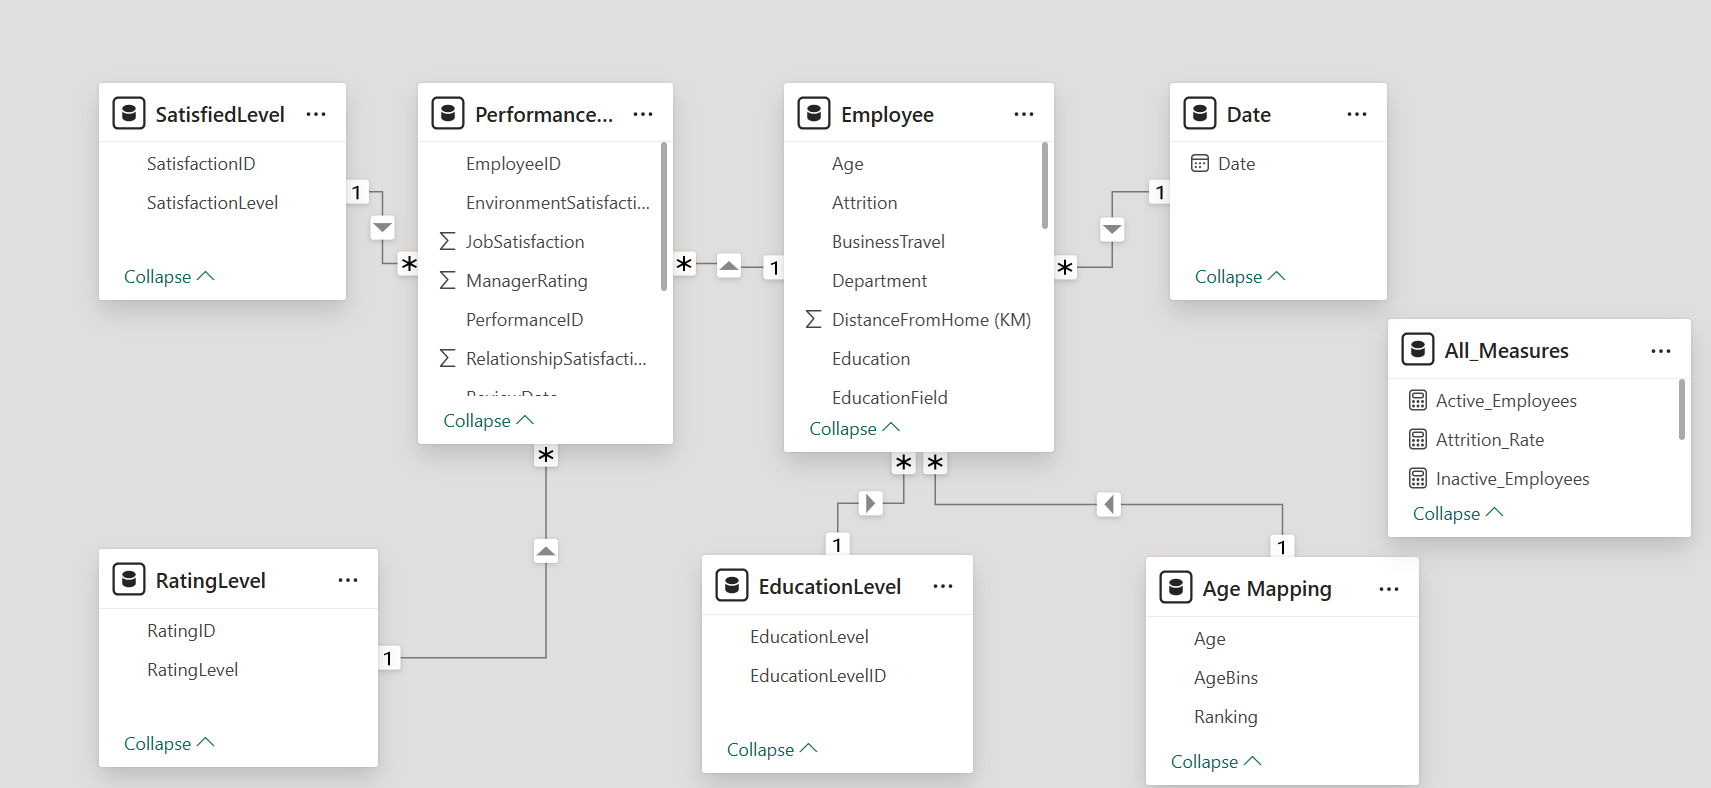 SatisfiedLevel ...
SatisfactionID
SatisfactionLevel
Collapse
1
*
Performance... ...
EmployeeID
EnvironmentSatisfacti...
JobSatisfaction
ManagerRating
PerformanceID
RelationshipSatisfacti...
Collapse
*
1
*
Employee ...
Age
Attrition
BusinessTravel
Department
DistanceFromHome (KM)
Education
EducationField
Collapse
*
1
*
*
Date ...
Date
Collapse
All_Measures ...
Active_Employees
Attrition_Rate
Inactive_Employees
Collapse
RatingLevel ...
RatingID
RatingLevel
Collapse
1
1
EducationLevel ...
EducationLevel
EducationLevelID
Collapse
1
Age Mapping ...
Age
AgeBins
Ranking
Collapse